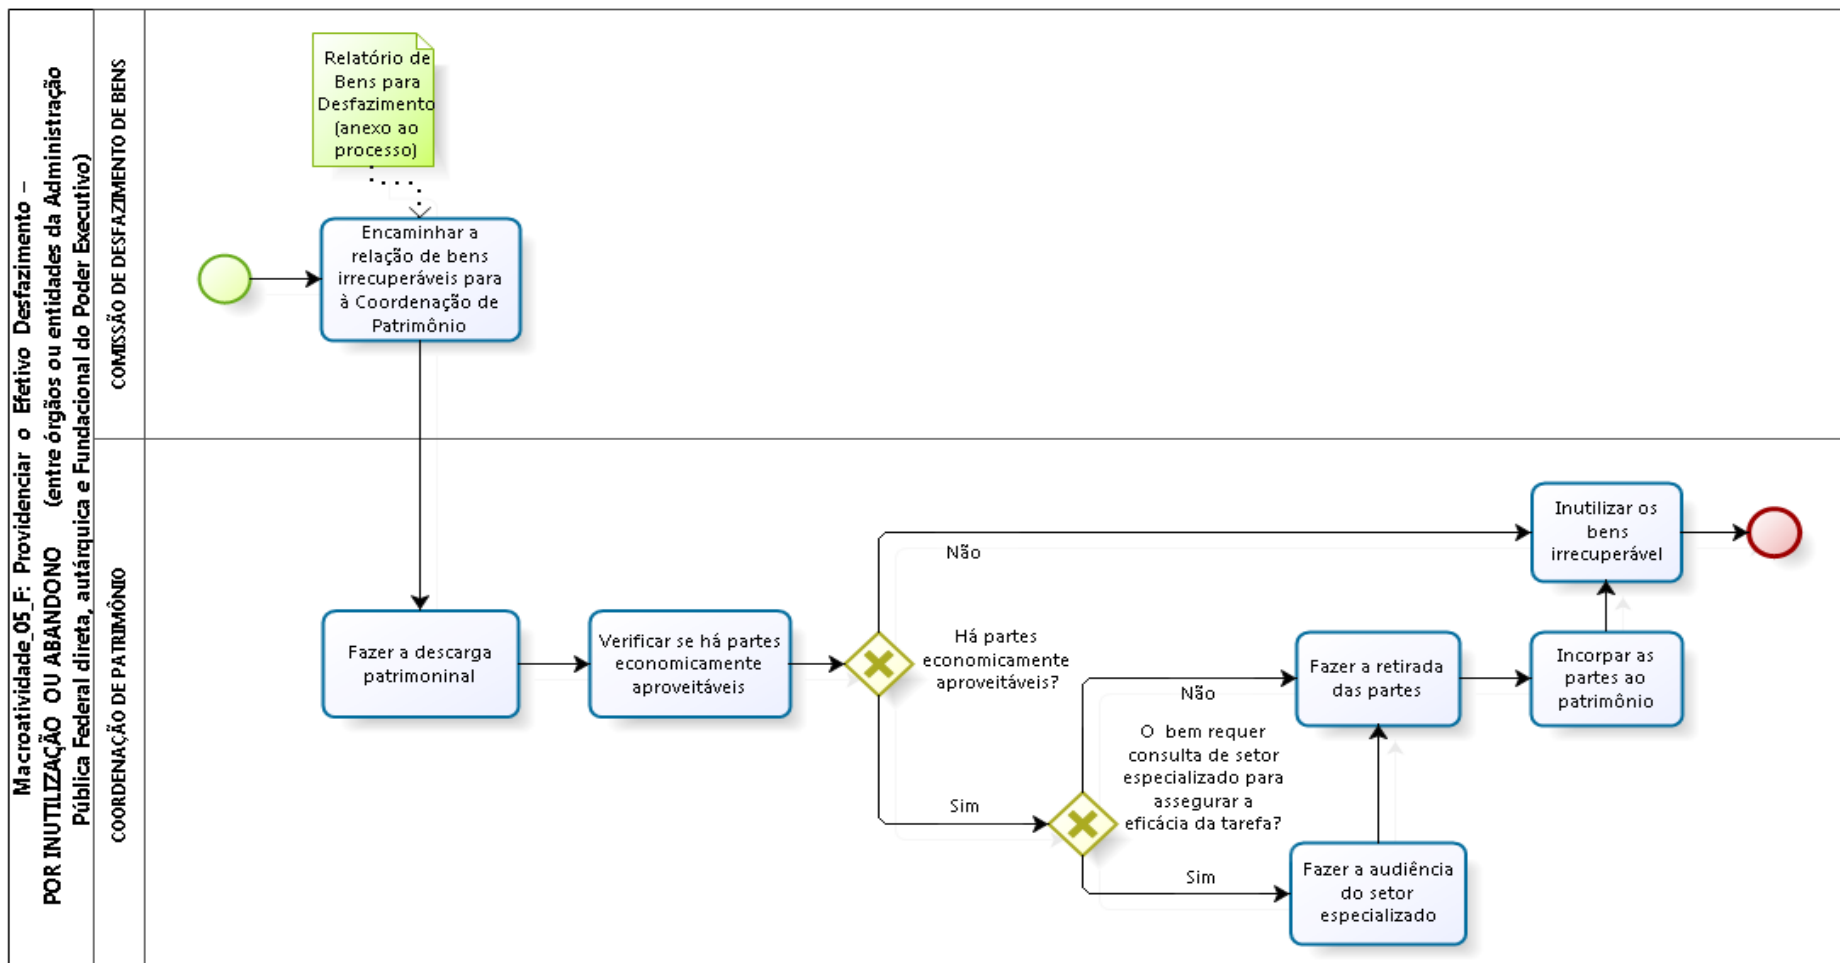 Macroatividade_05_F: Providenciar o Efetivo Desfazimento –
POR INUTILIZAÇÃO OU ABANDONO (entre órgãos ou entidades da Administração
Pública Federal direta, autárquica e Fundacional do Poder Executivo)
COMISSÃO DE DESFAZIMENTO DE BENS
Relatório de
Bens para
Desfazimento
(anexo ao
processo)
Encaminhar a
relação de bens
irrecuperáveis para
à Coordenação de
Patrimônio
COORDENAÇÃO DE PATRIMÔNIO
Fazer a descarga
patrimoninal
Verificar se há partes
economicamente
aproveitáveis
Há partes
economicamente
aproveitáveis?
Não
Sim
O bem requer
consulta de setor
especializado para
assegurar a
eficácia da tarefa?
Não
Sim
Fazer a audiência
do setor
especializado
Fazer a retirada
das partes
Incorpar as
partes ao
patrimônio
Inutilizar os
bens
irrecuperável